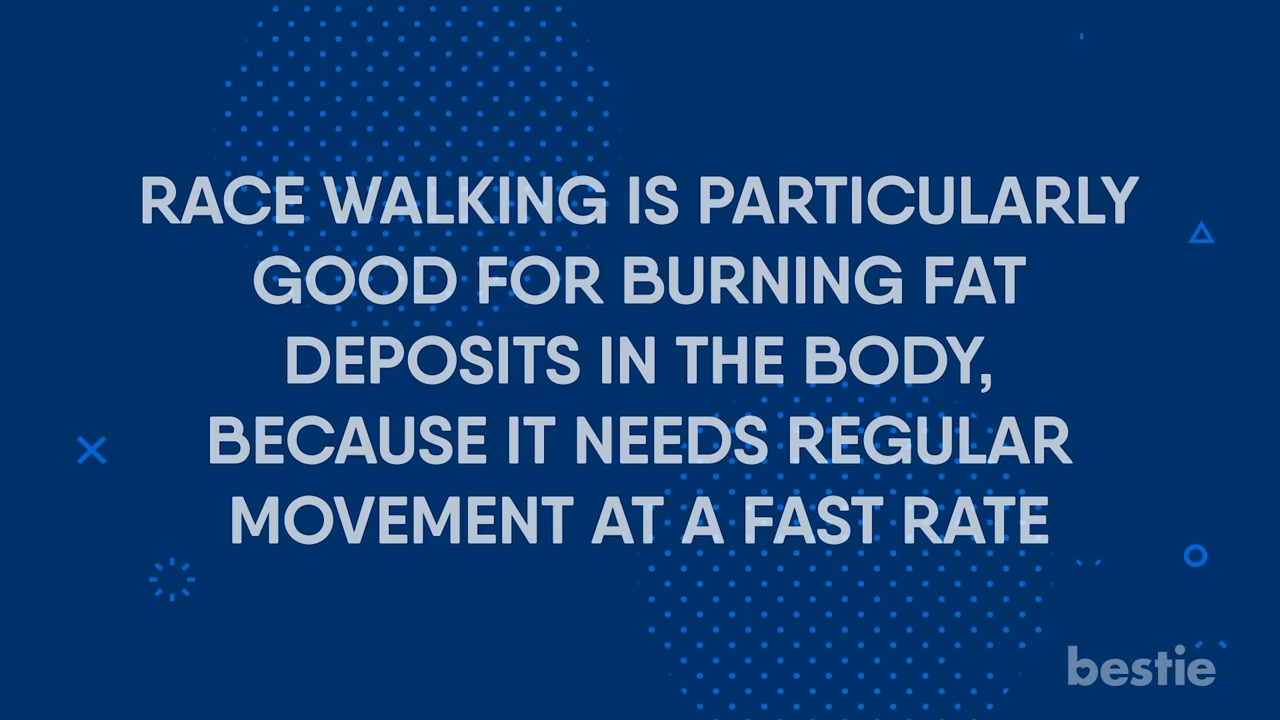 RACE WALKING IS PARTICULARLY
GOOD FOR BURNING FAT
DEPOSITS IN THE BODY,
BECAUSE IT NEEDS REGULAR
MOVEMENT AT A FAST RATE
bestie